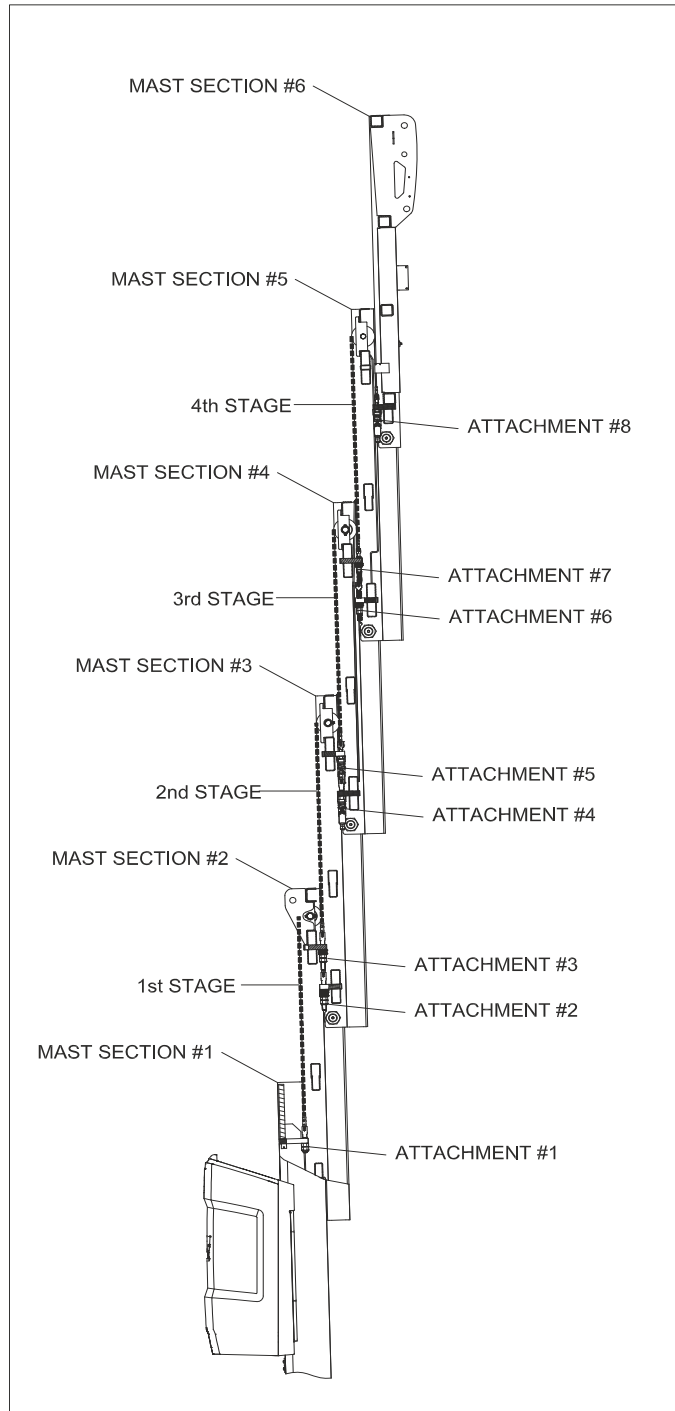 MAST SECTION #6
MAST SECTION #5
4th STAGE
ATTACHMENT #8
MAST SECTION #4
ATTACHMENT #7
3rd STAGE
ATTACHMENT #6
MAST SECTION #3
ATTACHMENT #5
2nd STAGE
ATTACHMENT #4
MAST SECTION #2
ATTACHMENT #3
1st STAGE
ATTACHMENT #2
MAST SECTION #1
ATTACHMENT #1